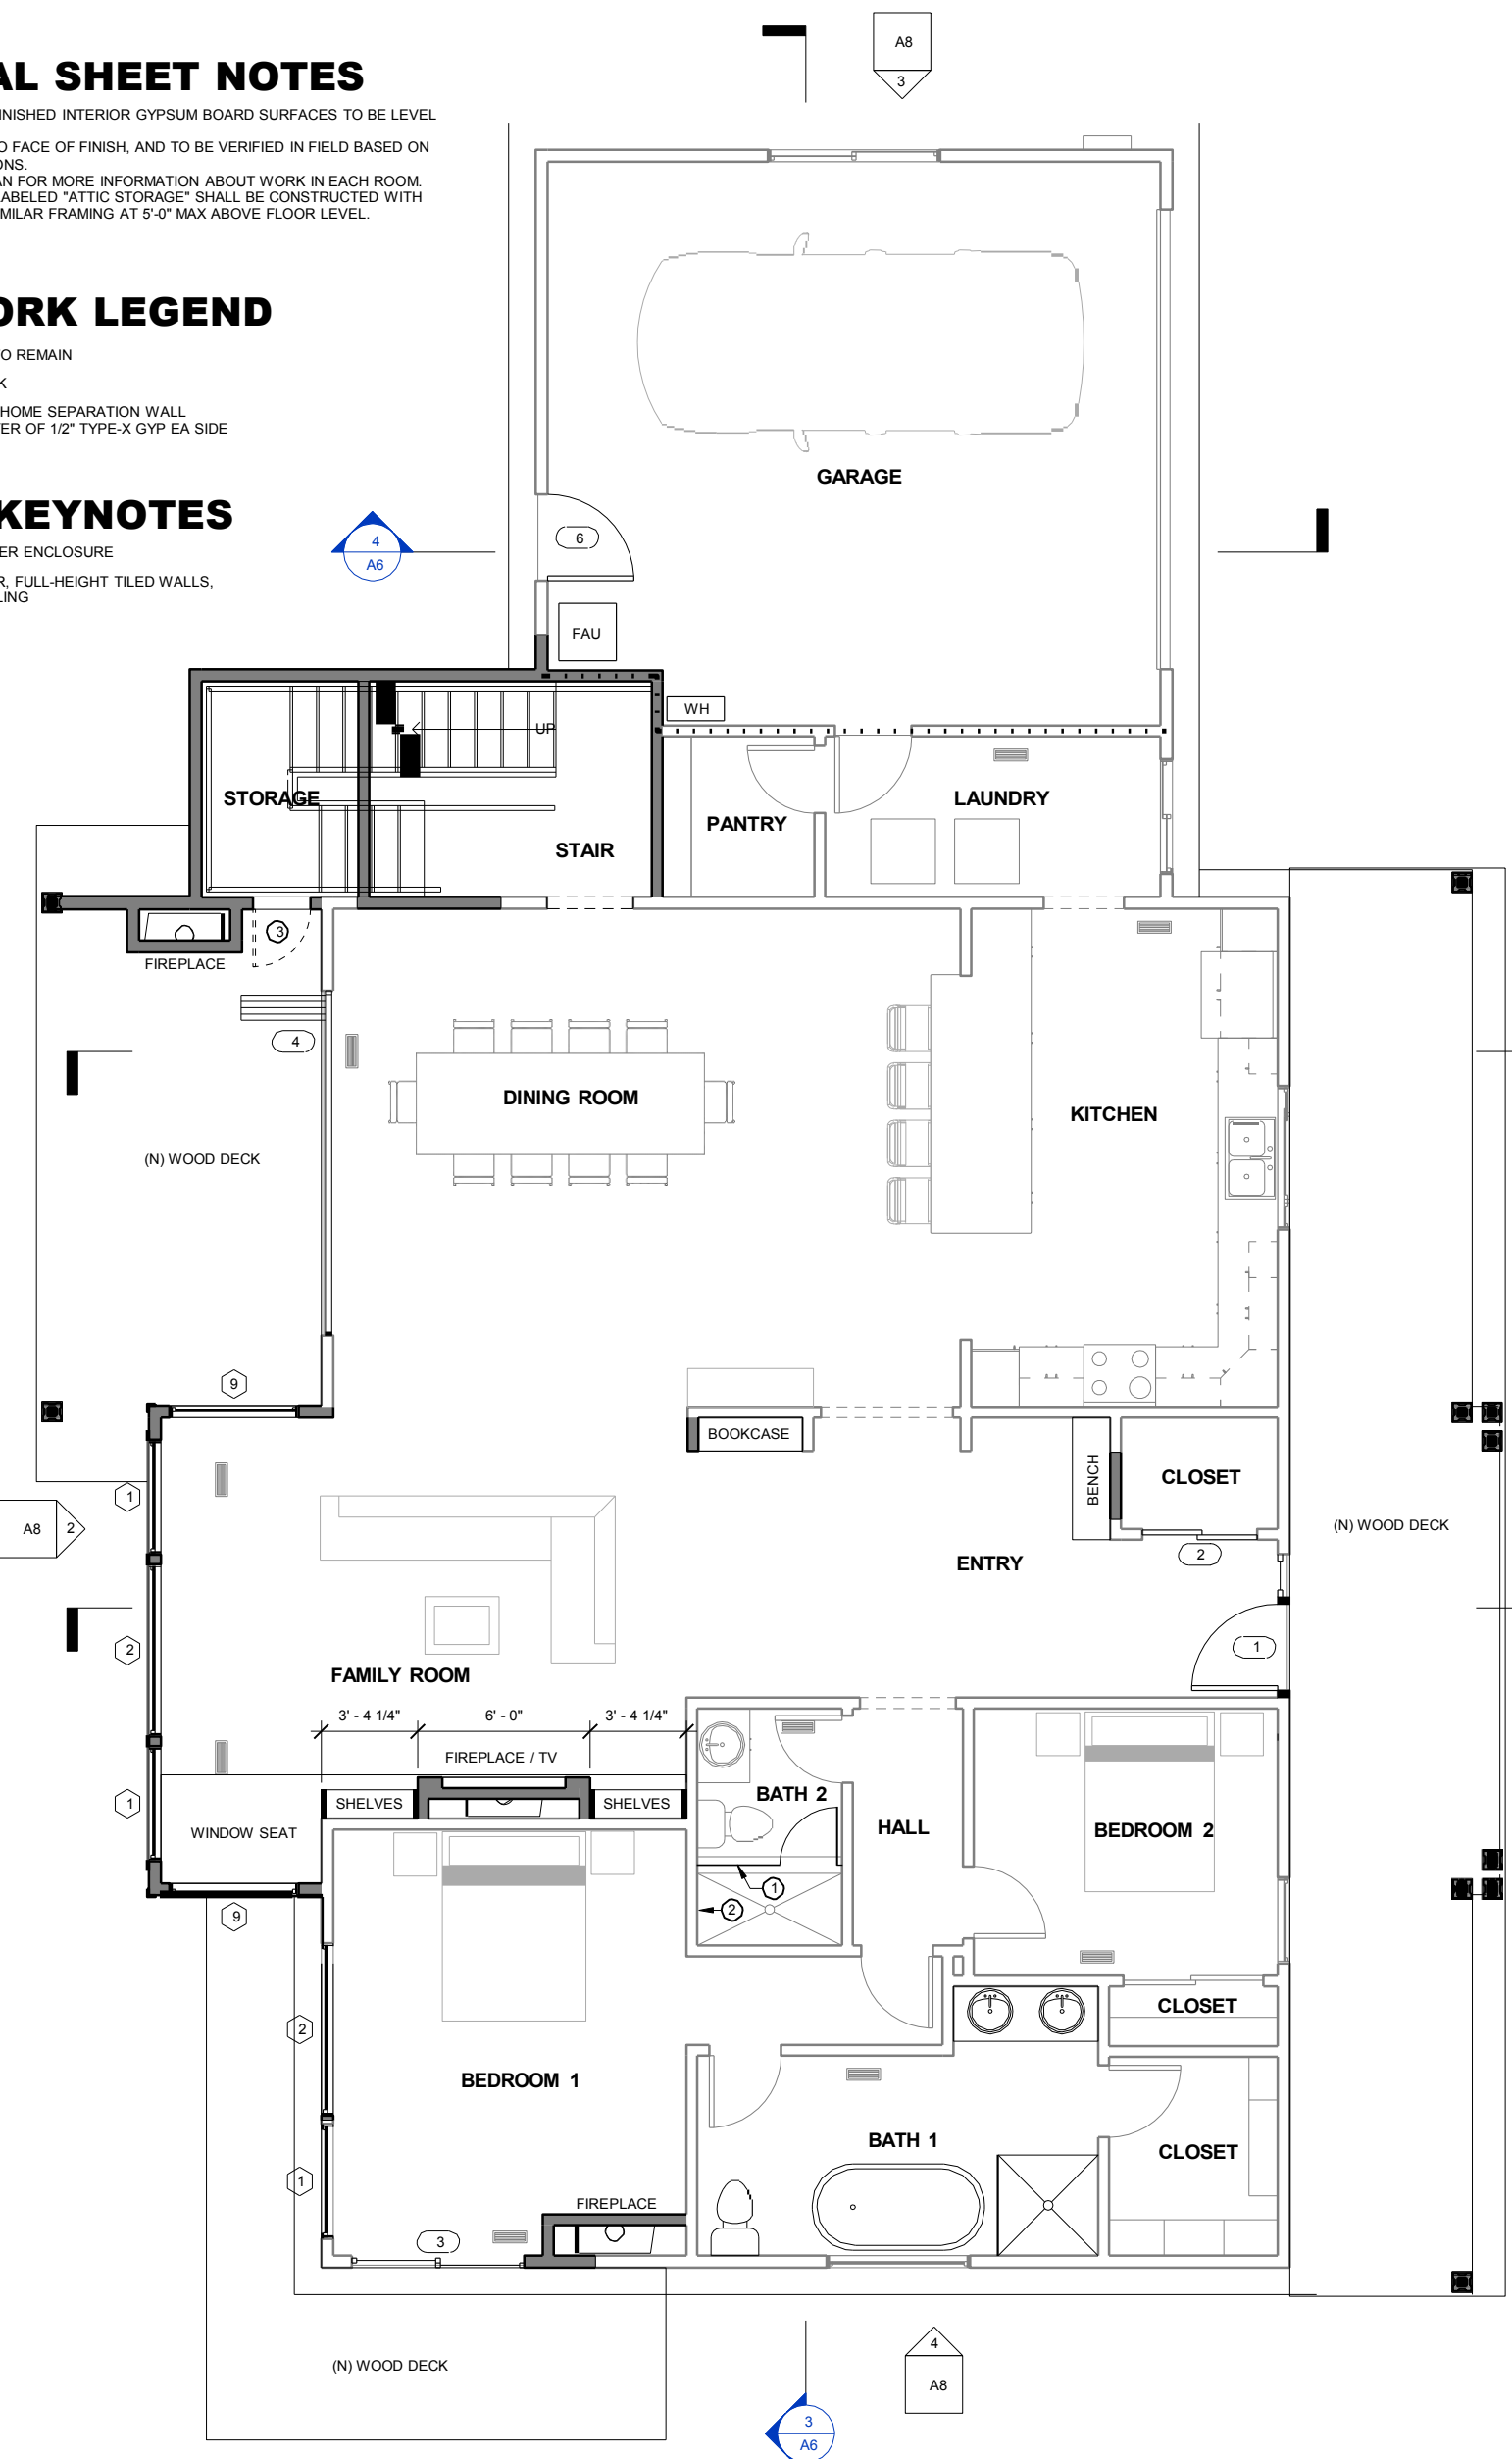 AL SHEET NOTES
INISHED INTERIOR GYPSUM BOARD SURFACES TO BE LEVEL
O FACE OF FINISH, AND TO BE VERIFIED IN FIELD BASED ON
ONS.
AN FOR MORE INFORMATION ABOUT WORK IN EACH ROOM.
ABELED "ATTIC STORAGE" SHALL BE CONSTRUCTED WITH
MILAR FRAMING AT 5'-0" MAX ABOVE FLOOR LEVEL.
A8
3
ORK LEGEND
O REMAIN
K
HOME SEPARATION WALL
ER OF 1/2" TYPE-X GYP EA SIDE
GARAGE
KEYNOTES
ER ENCLOSURE
R, FULL-HEIGHT TILED WALLS,
LING
4
A6
6
FAU
WH
UP
STORAGE
STAIR
PANTRY
LAUNDRY
3
FIREPLACE
4
DINING ROOM
KITCHEN
(N) WOOD DECK
9
BOOKCASE
BENCH
CLOSET
1
A8
2
(N) WOOD DECK
2
ENTRY
2
1
FAMILY ROOM
3' - 4 1/4"
6' - 0"
3' - 4 1/4"
FIREPLACE / TV
1
SHELVES
SHELVES
WINDOW SEAT
BATH 2
HALL
BEDROOM 2
1
2
9
CLOSET
2
BEDROOM 1
BATH 1
CLOSET
1
FIREPLACE
3
(N) WOOD DECK
4
A8
3
A6